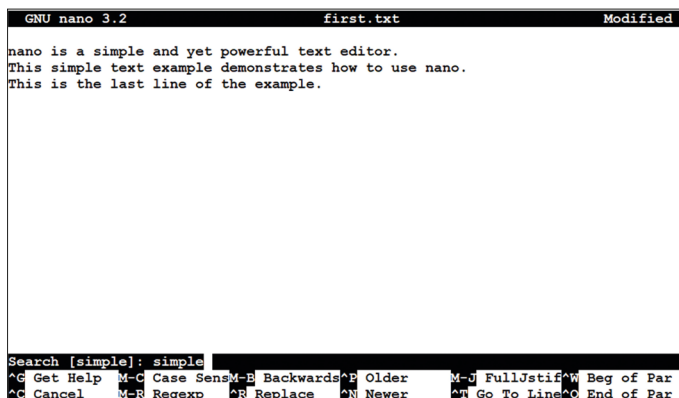 GNU nano 3.2 first.txt Modified
nano is a simple and yet powerful text editor.
This simple text example demonstrates how to use nano.
This is the last line of the example.
Search [simple]: simple
^G Get Help M-C Case Sens M-B Backwards ^P Older M-J FullJstif ^W Beg of Par
^C Cancel M-R Regexp ^R Replace ^N Newer ^T Go To Line ^O End of Par